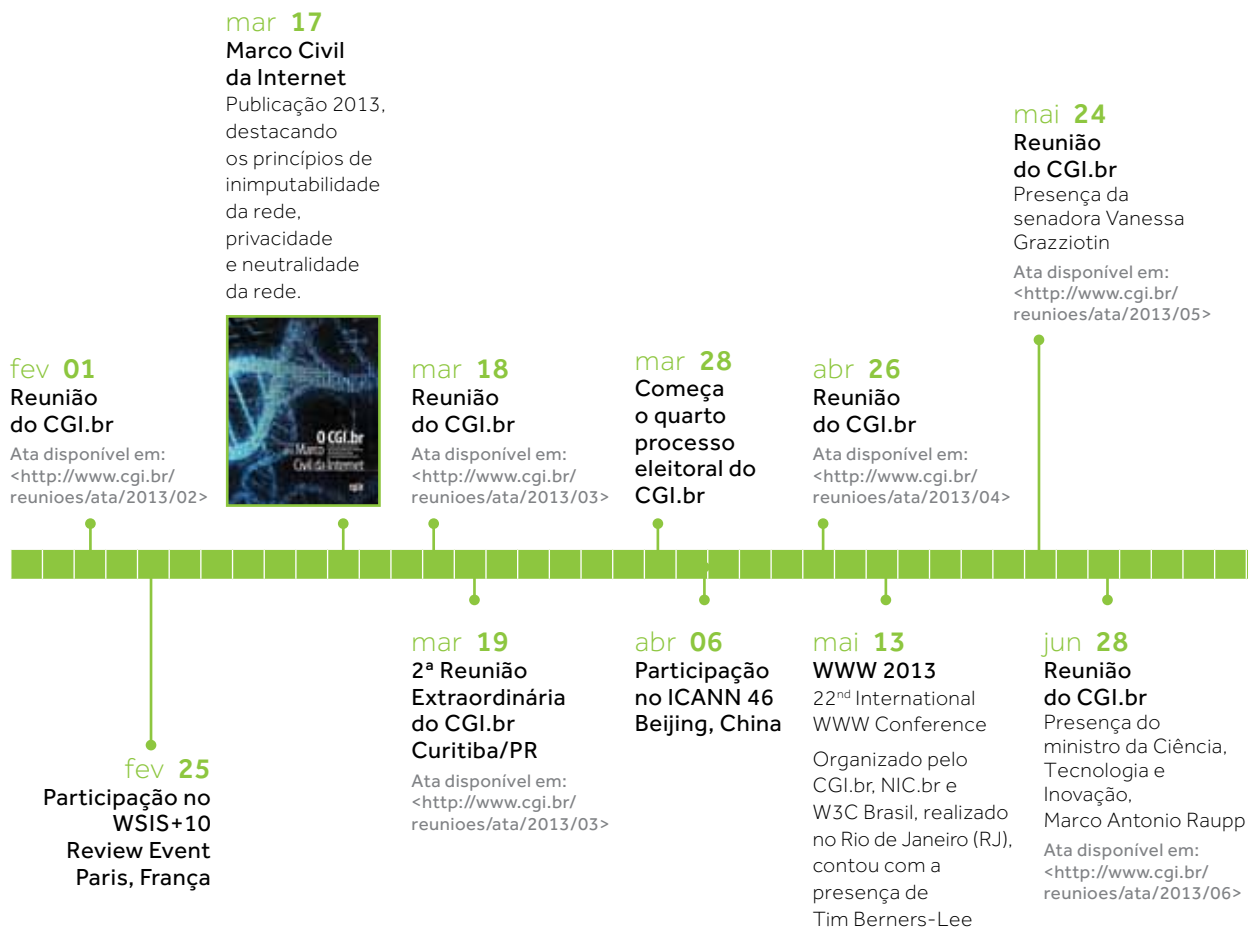 mar 17
Marco Civil
da Internet
Publicação 2013,
destacando
os princípios de
inimputabilidade
da rede,
privacidade
e neutralidade
da rede.
O CGI.br
Marco
Civil da Internet
mai 24
Reunião
do CGI.br
Presença da
senadora Vanessa
Grazziotin
Ata disponível em:
<http://www.cgi.br/
reunioes/ata/2013/05>
fev 01
Reunião
do CGI.br
Ata disponível em:
<http://www.cgi.br/
reunioes/ata/2013/02>
mar 18
Reunião
do CGI.br
Ata disponível em:
<http://www.cgi.br/
reunioes/ata/2013/03>
mar 28
Começa
o quarto
processo
eleitoral do
CGI.br
abr 26
Reunião
do CGI.br
Ata disponível em:
<http://www.cgi.br/
reunioes/ata/2013/04>
fev 25
Participação no
WSIS+10
Review Event
Paris, França
mar 19
2ª Reunião
Extraordinária
do CGI.br
Curitiba/PR
Ata disponível em:
<http://www.cgi.br/
reunioes/ata/2013/03>
abr 06
Participação
no ICANN 46
Beijing, China
mai 13
WWW 2013
22nd International
WWW Conference
Organizado pelo
CGI.br, NIC.br e
W3C Brasil, realizado
no Rio de Janeiro (RJ),
contou com a
presença de
Tim Berners-Lee
jun 28
Reunião
do CGI.br
Presença do
ministro da Ciência,
Tecnologia e
Inovação,
Marco Antonio Raupp
Ata disponível em:
<http://www.cgi.br/
reunioes/ata/2013/06>